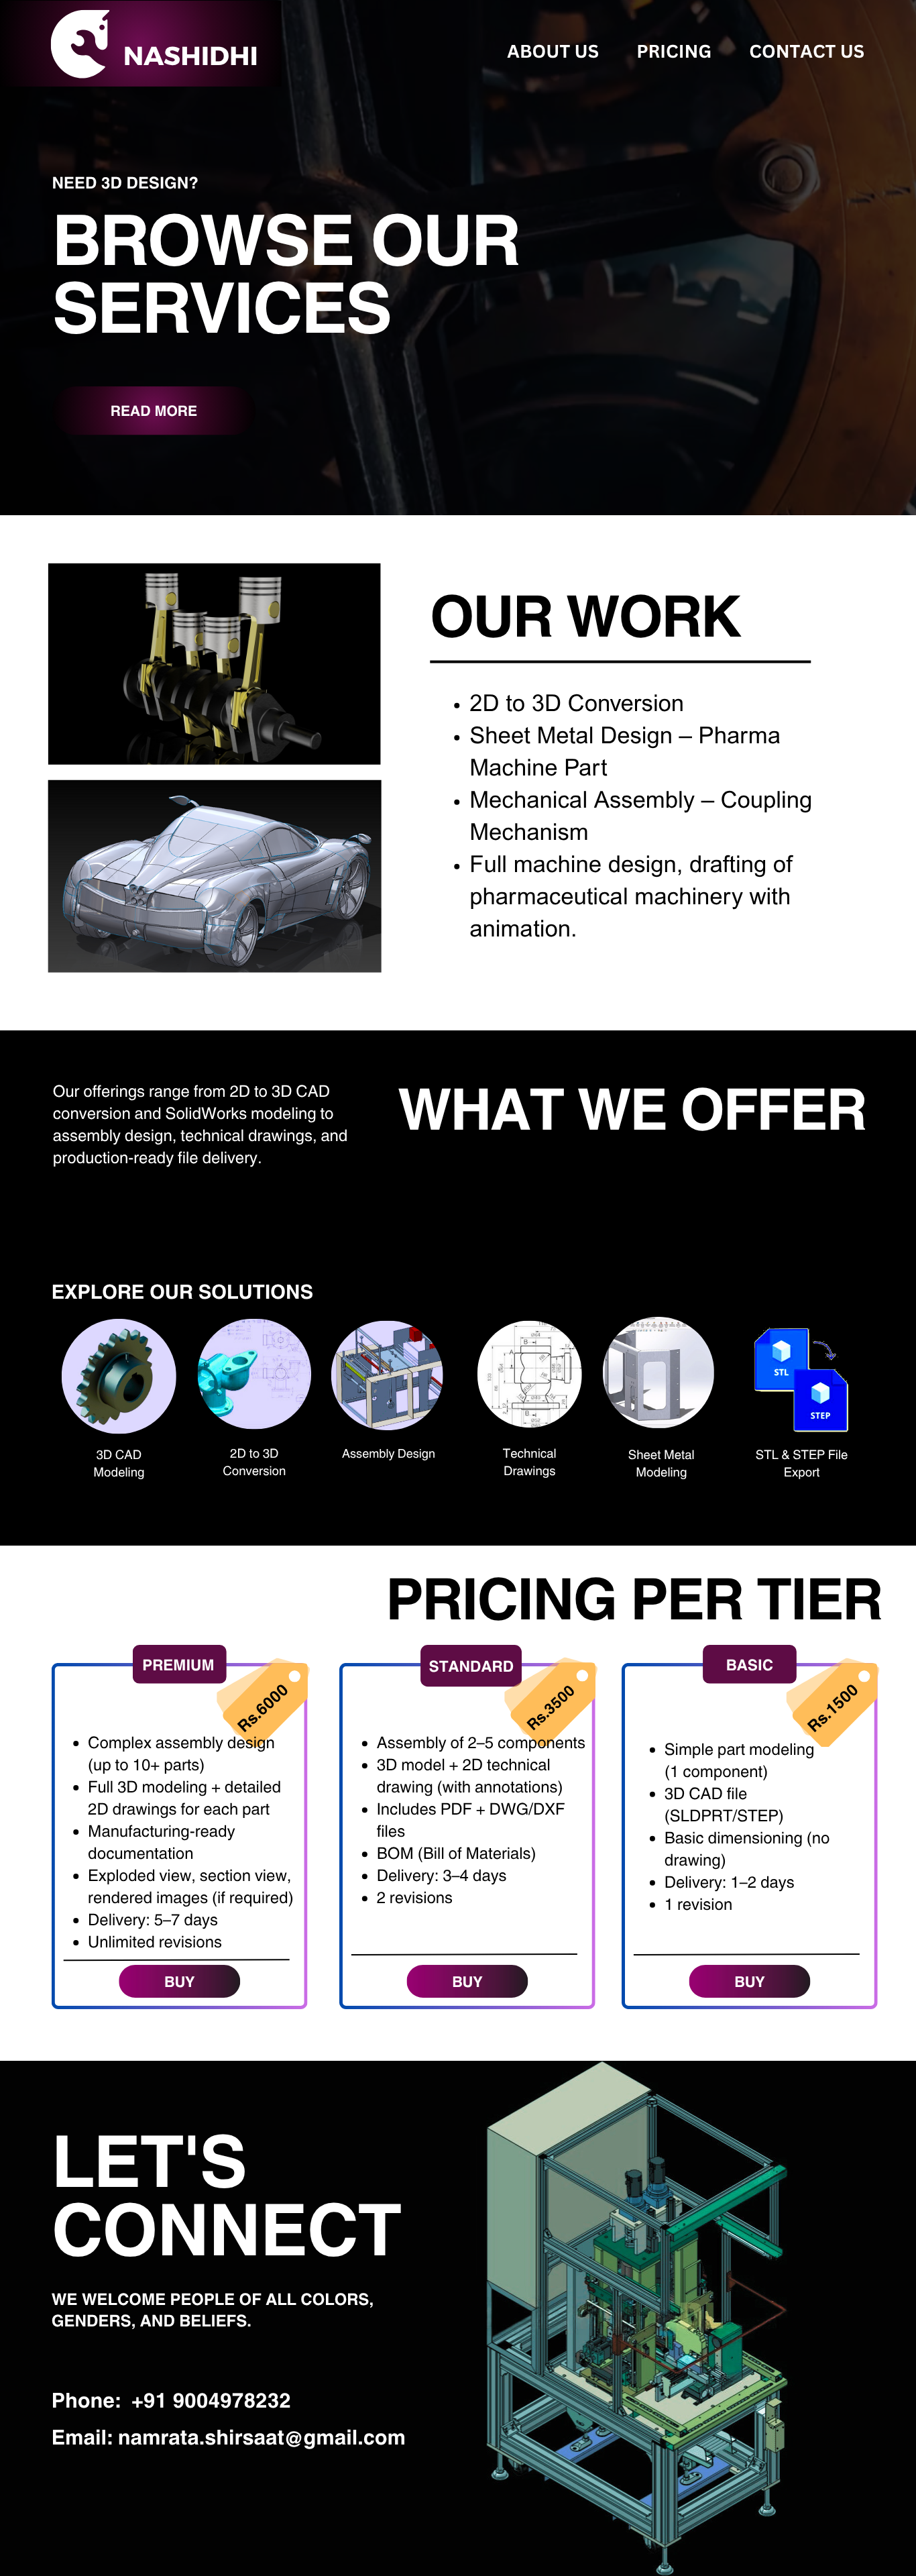 NASHIDHI
ABOUT US
PRICING
CONTACT US
NEED 3D DESIGN?
BROWSE OUR
SERVICES
READ MORE
OUR WORK
• 2D to 3D Conversion
• Sheet Metal Design – Pharma
Machine Part
• Mechanical Assembly – Coupling
Mechanism
• Full machine design, drafting of
pharmaceutical machinery with
animation.
Our offerings range from 2D to 3D CAD
conversion and SolidWorks modeling to
assembly design, technical drawings, and
production-ready file delivery.
WHAT WE OFFER
EXPLORE OUR SOLUTIONS
3D CAD
Modeling
2D to 3D
Conversion
Assembly Design
Technical
Drawings
Sheet Metal
Modeling
STL
STEP
STL & STEP File
Export
PRICING PER TIER
PREMIUM
Rs.6000
• Complex assembly design
(up to 10+ parts)
• Full 3D modeling + detailed
2D drawings for each part
• Manufacturing-ready
documentation
• Exploded view, section view,
rendered images (if required)
• Delivery: 5–7 days
• Unlimited revisions
BUY
STANDARD
Rs.3500
• Assembly of 2–5 components
• 3D model + 2D technical
drawing (with annotations)
• Includes PDF + DWG/DXF
files
• BOM (Bill of Materials)
• Delivery: 3–4 days
• 2 revisions
BUY
BASIC
Rs.1500
• Simple part modeling
(1 component)
• 3D CAD file
(SLDPRT/STEP)
• Basic dimensioning (no
drawing)
• Delivery: 1–2 days
• 1 revision
BUY
LET'S
CONNECT
WE WELCOME PEOPLE OF ALL COLORS,
GENDERS, AND BELIEFS.
Phone: +91 9004978232
Email: namrata.shirsaat@gmail.com